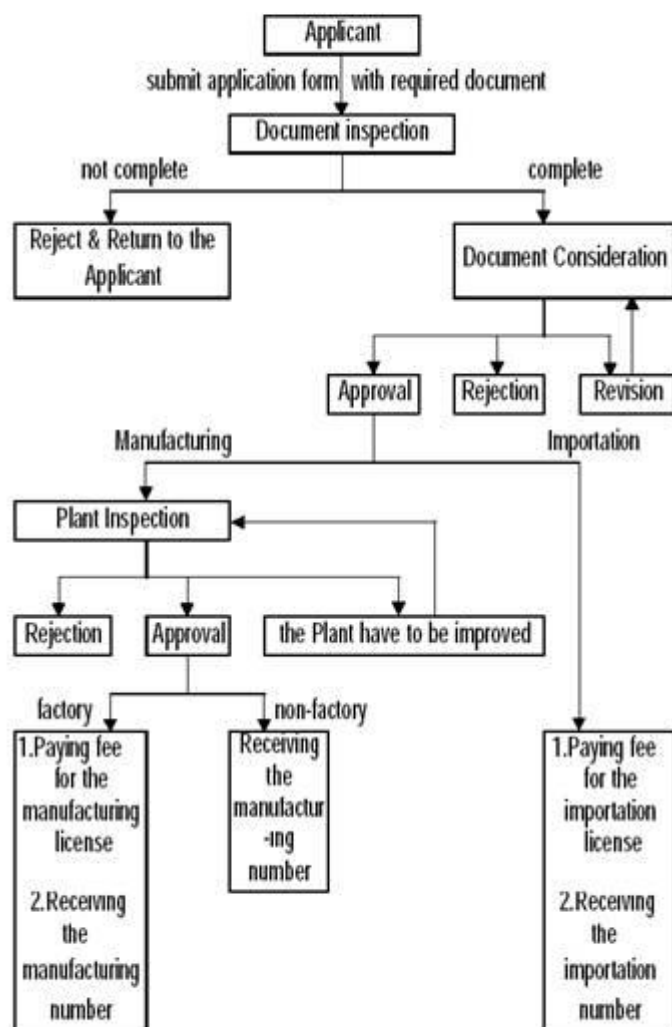 Applicant
submit application form with required document
Document inspection
not complete
complete
Reject & Return to the
Applicant
Document Consideration
Approval
Rejection
Revision
Manufacturing
Importation
Plant Inspection
Rejection
Approval
the Plant have to be improved
factory
non-factory
1.Paying fee
for the
manufacturing
license
2.Receiving
the
manufacturing
number
Receiving
the
manufactur
-ing
number
1.Paying fee
for the
importation
license
2.Receiving
the
importation
number